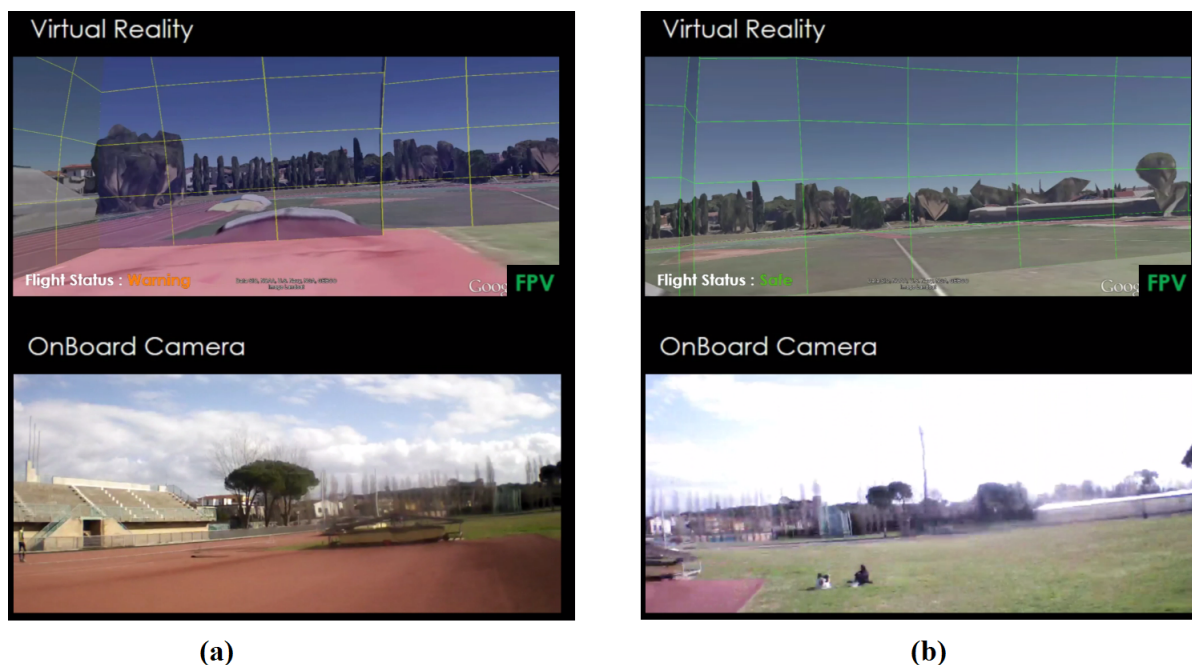 Virtual Reality
Flight Status : Warning
Goog
FPV
OnBoard Camera
(a)
Virtual Reality
Flight Status : Safe
Goog
FPV
OnBoard Camera
(b)